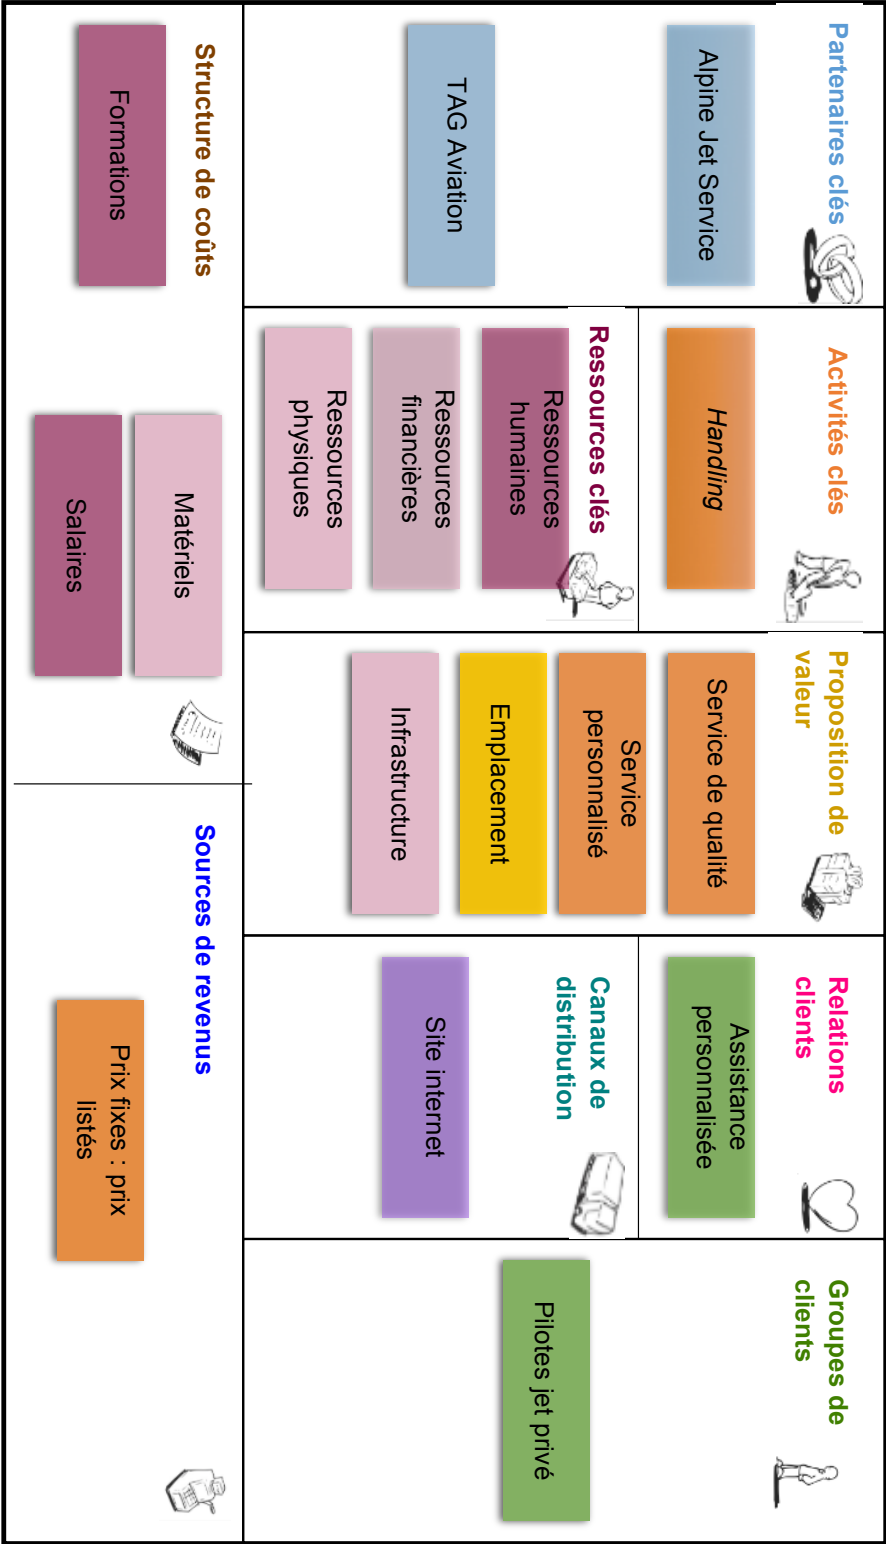 Partenaires clés
Alpine Jet Service
TAG Aviation
Activités clés
Handling
Ressources clés
Ressources
humaines
Ressources
financières
Ressources
physiques
Proposition de
valeur
Service de qualité
Service
personnalisé
Emplacement
Infrastructure
Relations
clients
Assistance
personnalisée
Canaux de
distribution
Site internet
Groupes de
clients
Pilotes jet privé
Structure de coûts
Formations
Matériels
Salaires
Sources de revenus
Prix fixes : prix
listés